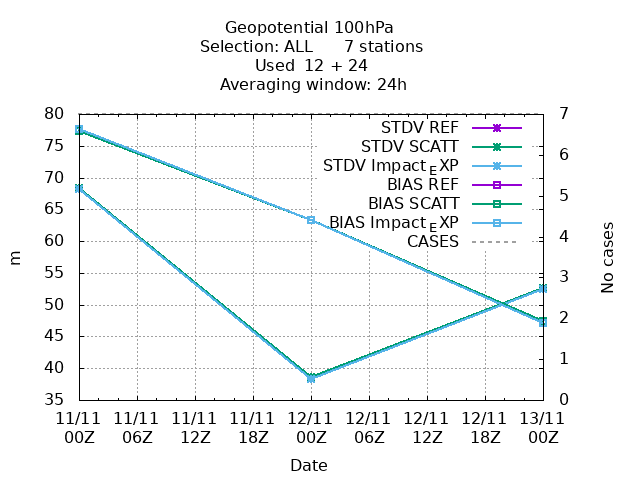 Geopotential 100hPa
Selection: ALL 7 stations
Used 12 + 24
Averaging window: 24h
80
75
70
65
60
55
50
45
40
35
m
7
6
5
4
3
2
1
0
No cases
STDV REF
STDV SCATT
STDV Impact_EXP
BIAS REF
BIAS SCATT
BIAS Impact_EXP
CASES
11/11 11/11 11/11 11/11 12/11 12/11 12/11 12/11 13/11
00Z 06Z 12Z 18Z 00Z 06Z 12Z 18Z 00Z
Date